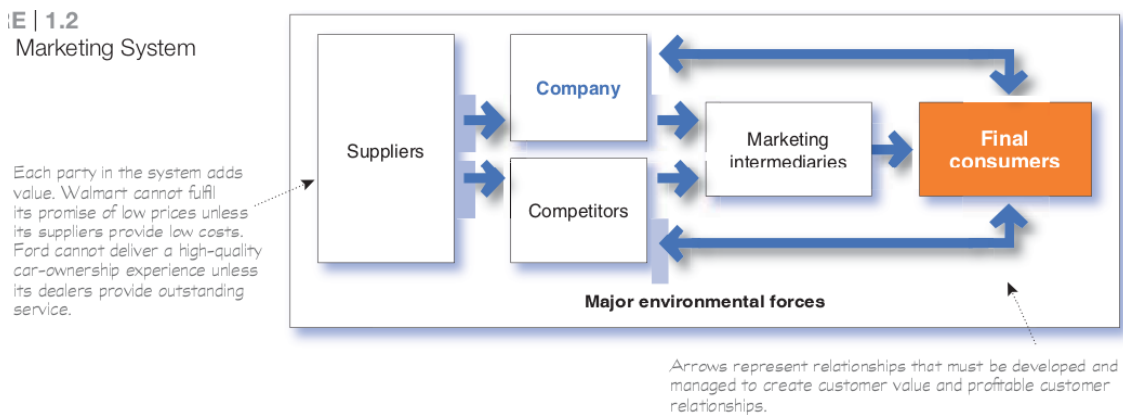 RE | 1.2
Marketing System
Suppliers
Company
Competitors
Marketing
intermediaries
Final
consumers
Major environmental forces
Each party in the system adds
value. Walmart cannot fulfil
its promise of low prices unless
its suppliers provide low costs.
Ford cannot deliver a high-quality
car-ownership experience unless
its dealers provide outstanding
service.
Arrows represent relationships that must be developed and
managed to create customer value and profitable customer
relationships.